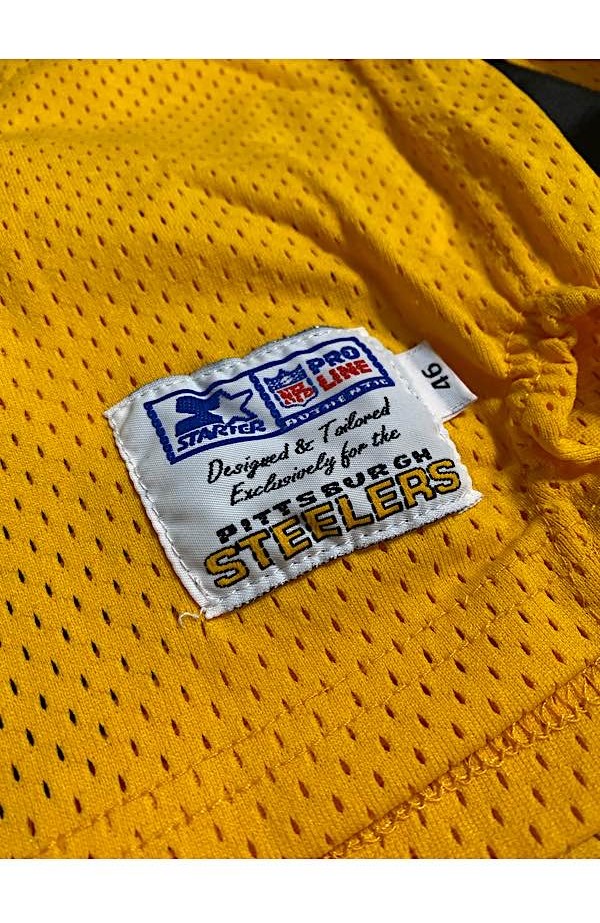 STARTER
NFL PRO LINE
AUTHENTIC
Designed & Tailored
Exclusively for the
PITTSBURGH
STEELERS
46